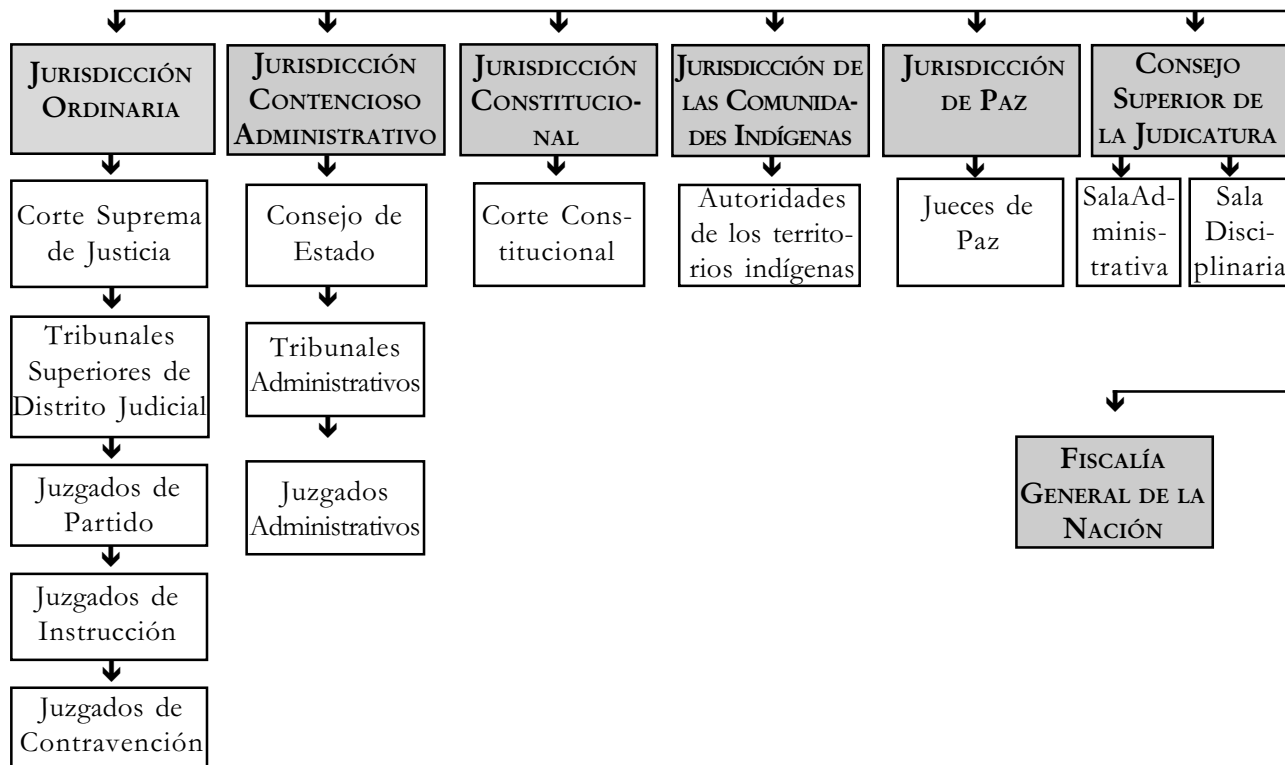 JURISDICCIÓN
ORDINARIA
JURISDICCIÓN
CONTENCIOSO
ADMINISTRATIVO
JURISDICCIÓN
CONSTITUCIO-
NAL
JURISDICCIÓN DE
LAS COMUNIDA-
DES INDÍGENAS
JURISDICCIÓN
DE PAZ
CONSEJO
SUPERIOR DE
LA JUDICATURA
Corte Suprema
de Justicia
Consejo de
Estado
Corte Cons-
titucional
Autoridades
de los territo-
rios indígenas
Jueces de
Paz
SalaAd-
minis-
trativa
Sala
Disci-
plinaria
Tribunales
Superiores de
Distrito Judicial
Tribunales
Administrativos
Juzgados de
Partido
Juzgados
Administrativos
FISCALÍA
GENERAL DE LA
NACIÓN
Juzgados de
Instrucción
Juzgados de
Contravención